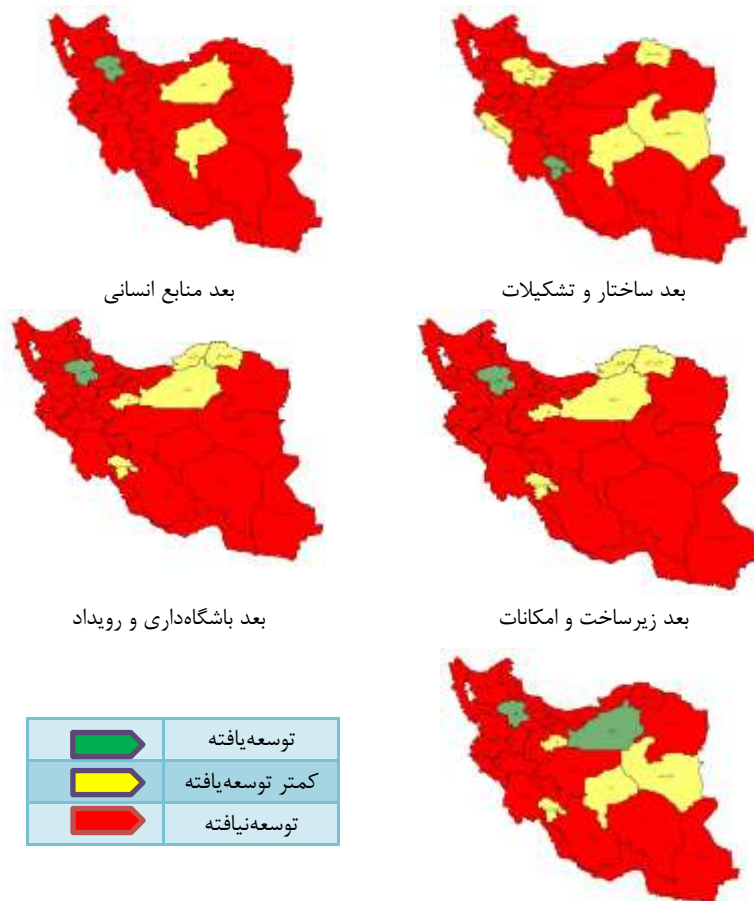 بعد ساختار و تشکیلات
بعد منابع انسانی
بعد زیرساخت و امکانات
بعد باشگاه‌داری و رویداد
توسعه‌یافته
کمتر توسعه‌یافته
توسعه‌نیافته